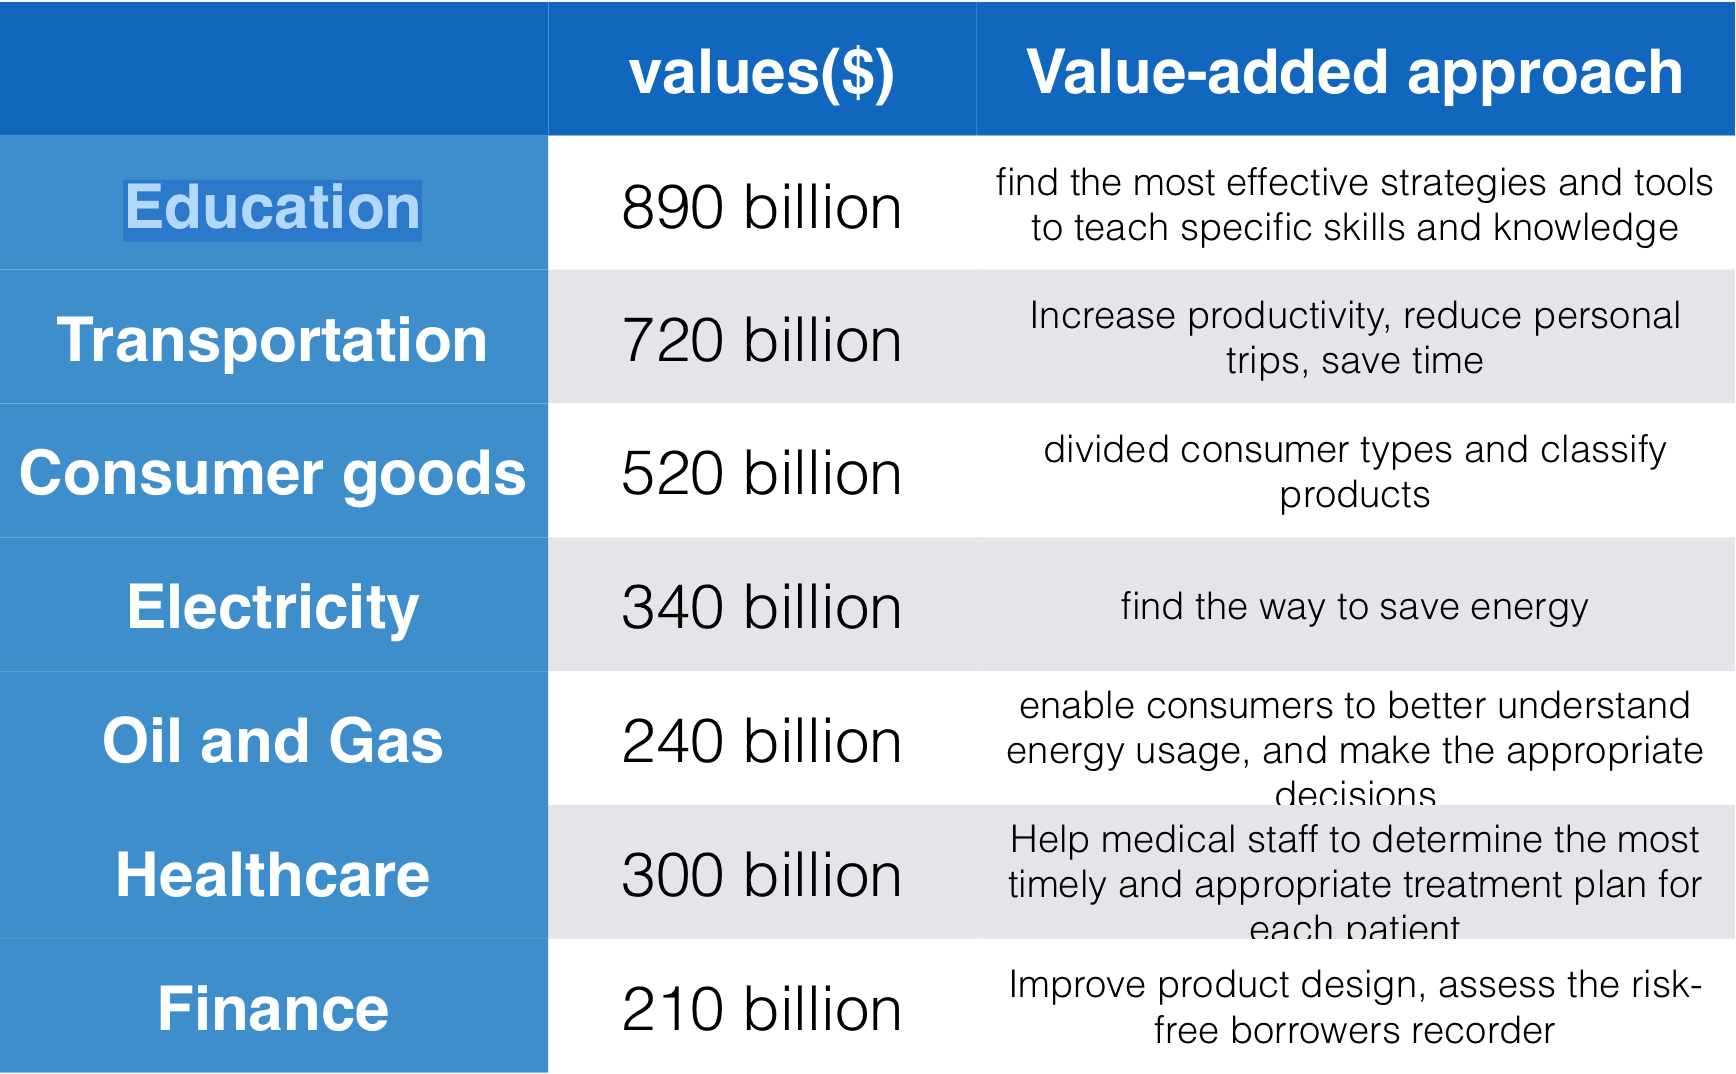 values($) Value-added approach
Education 890 billion find the most effective strategies and tools
to teach specific skills and knowledge
Transportation 720 billion Increase productivity, reduce personal
trips, save time
Consumer goods 520 billion divided consumer types and classify
products
Electricity 340 billion find the way to save energy
Oil and Gas 240 billion enable consumers to better understand
energy usage, and make the appropriate
decisions
Healthcare 300 billion Help medical staff to determine the most
timely and appropriate treatment plan for
each patient
Finance 210 billion Improve product design, assess the risk-
free borrowers recorder